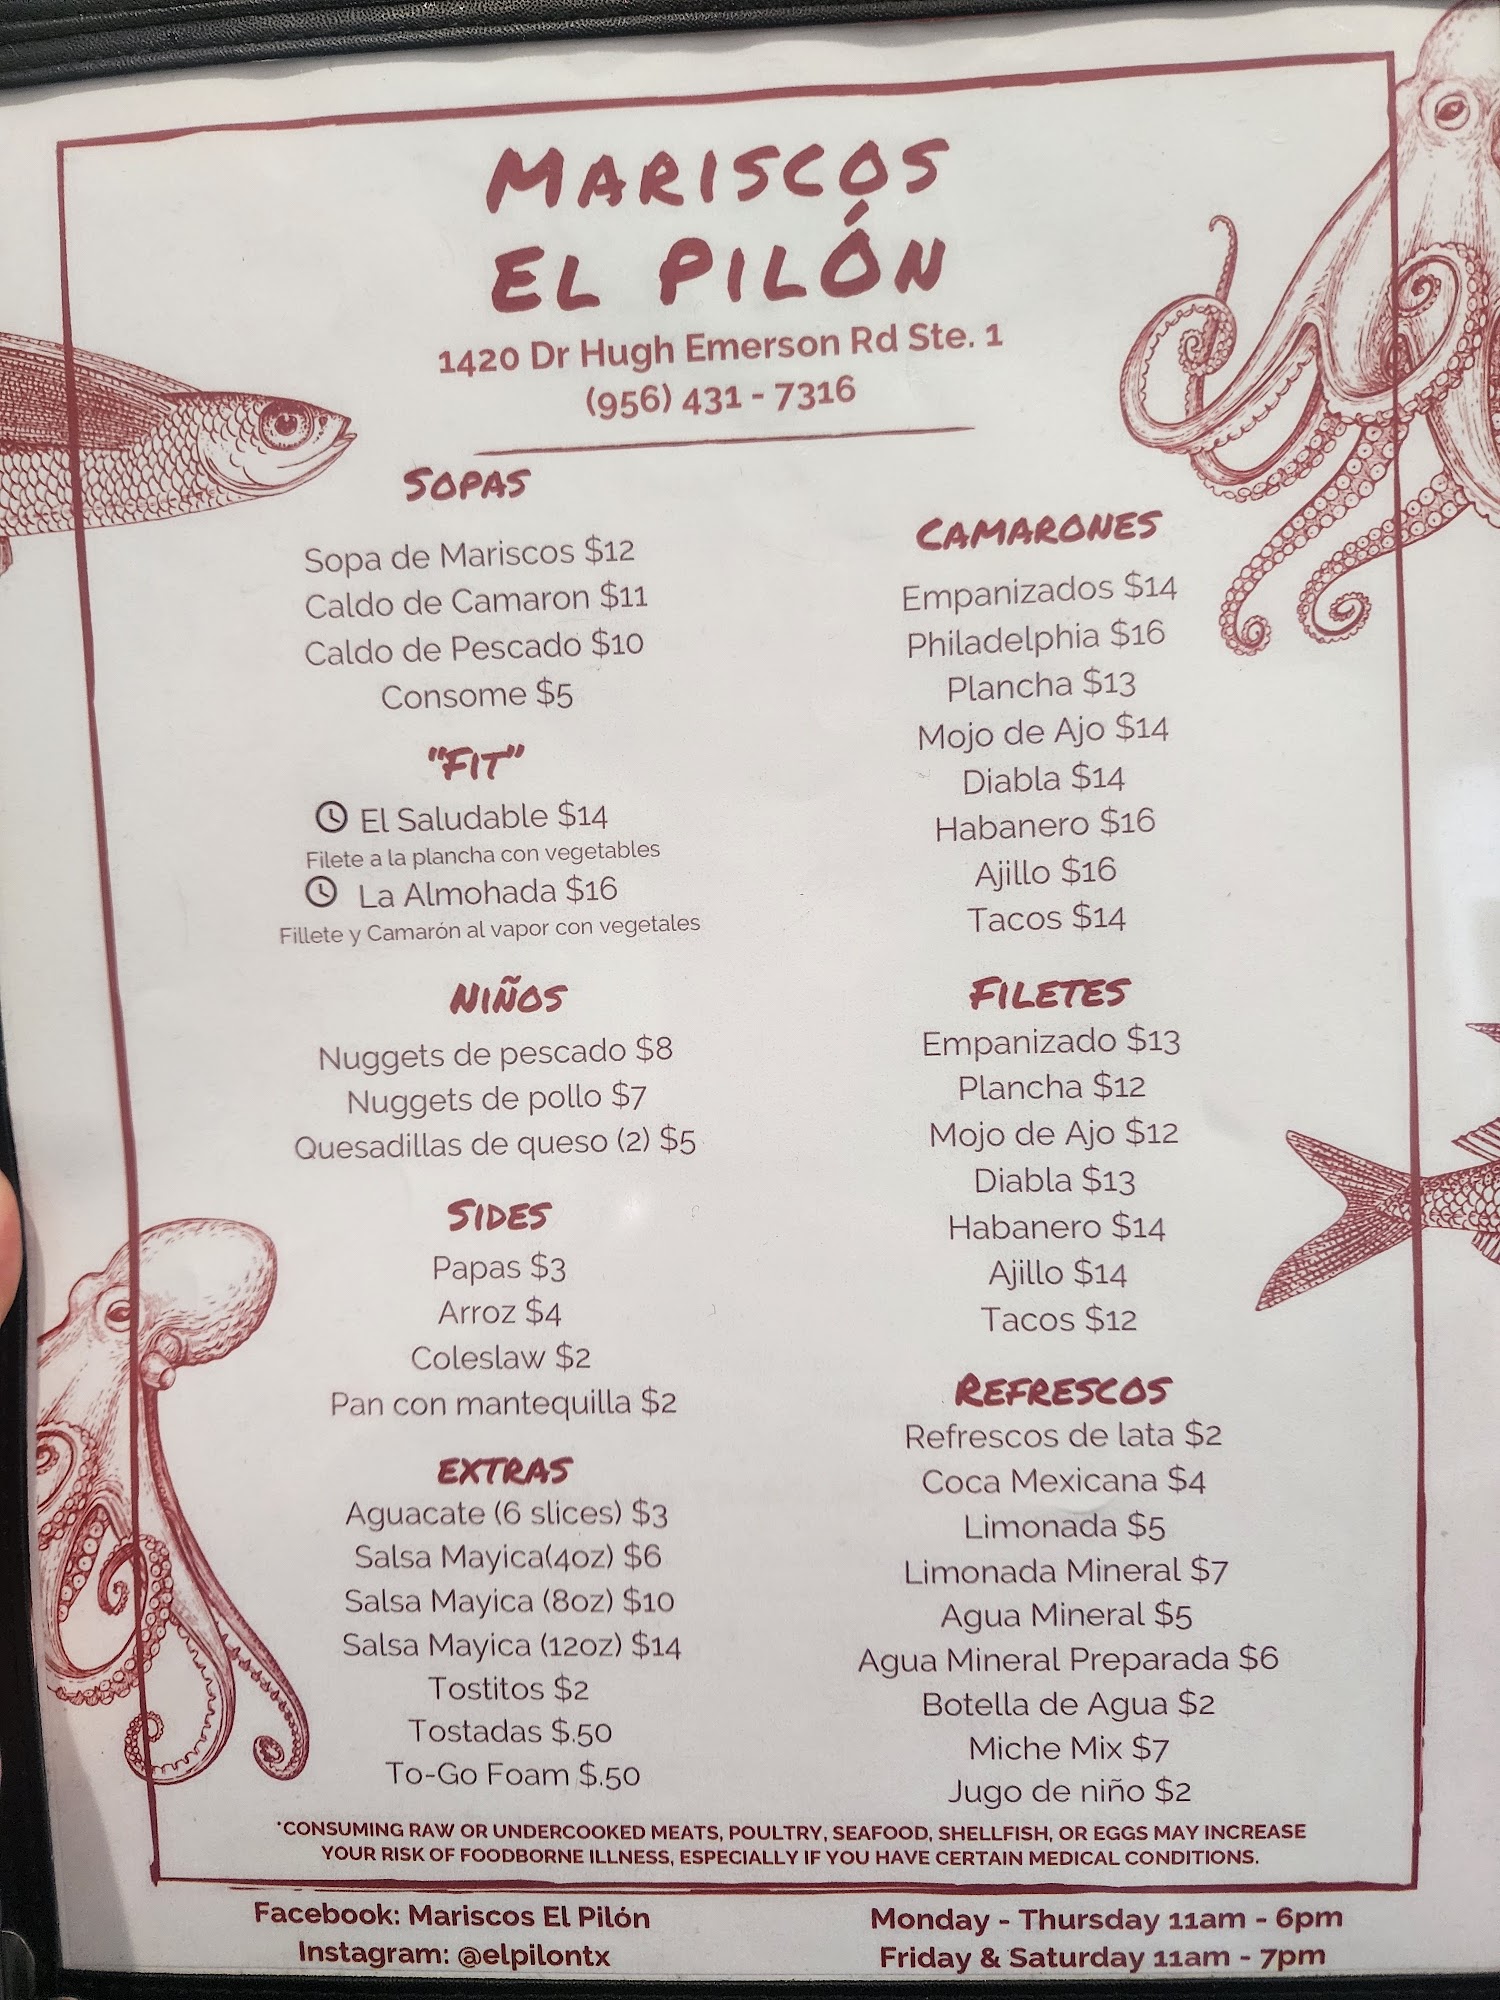 MARISCOS
EL PILÓN
1420 Dr Hugh Emerson Rd Ste. 1
(956) 431 - 7316
SOPAS
Sopa de Mariscos $12
Caldo de Camaron $11
Caldo de Pescado $10
Consome $5
"FIT"
El Saludable $14
Filete a la plancha con vegetables
La Almohada $16
Fillete y Camarón al vapor con vegetales
NIÑOS
Nuggets de pescado $8
Nuggets de pollo $7
Quesadillas de queso (2) $5
SIDES
Papas $3
Arroz $4
Coleslaw $2
Pan con mantequilla $2
EXTRAS
Aguacate (6 slices) $3
Salsa Mayica(4oz) $6
Salsa Mayica (8oz) $10
Salsa Mayica (12oz) $14
Tostitos $2
Tostadas $.50
To-Go Foam $.50
CAMARONES
Empanizados $14
Philadelphia $16
Plancha $13
Mojo de Ajo $14
Diabla $14
Habanero $16
Ajillo $16
Tacos $14
FILETES
Empanizado $13
Plancha $12
Mojo de Ajo $12
Diabla $13
Habanero $14
Ajillo $14
Tacos $12
REFRESCOS
Refrescos de lata $2
Coca Mexicana $4
Limonada $5
Limonada Mineral $7
Agua Mineral $5
Agua Mineral Preparada $6
Botella de Agua $2
Miche Mix $7
Jugo de niño $2
*CONSUMING RAW OR UNDERCOOKED MEATS, POULTRY, SEAFOOD, SHELLFISH, OR EGGS MAY INCREASE
YOUR RISK OF FOODBORNE ILLNESS, ESPECIALLY IF YOU HAVE CERTAIN MEDICAL CONDITIONS.
Facebook: Mariscos El Pilón
Instagram: @elpilontx
Monday - Thursday 11am - 6pm
Friday & Saturday 11am - 7pm